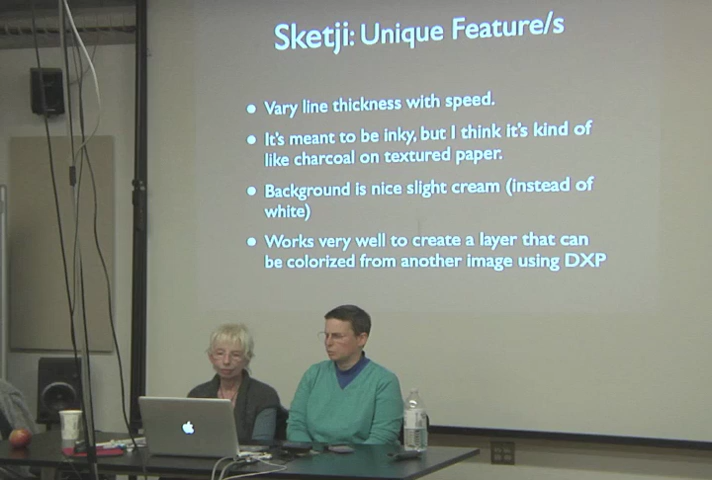 Sketji: Unique Feature/s
• Vary line thickness with speed.
• It's meant to be inky, but I think it's kind of
like charcoal on textured paper.
• Background is nice slight cream (instead of
white)
• Works very well to create a layer that can
be colorized from another image using DXP